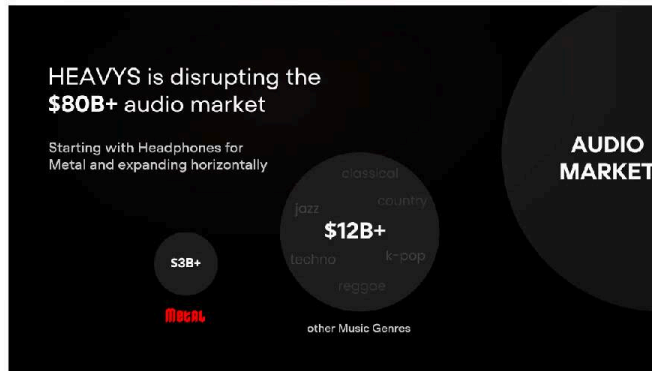 HEAVYS is disrupting the
$80B+ audio market
Starting with Headphones for
Metal and expanding horizontally
AUDIO
MARKET
classical
country
jazz
$12B+
techno
k-pop
reggae
$3B+
Metal
other Music Genres